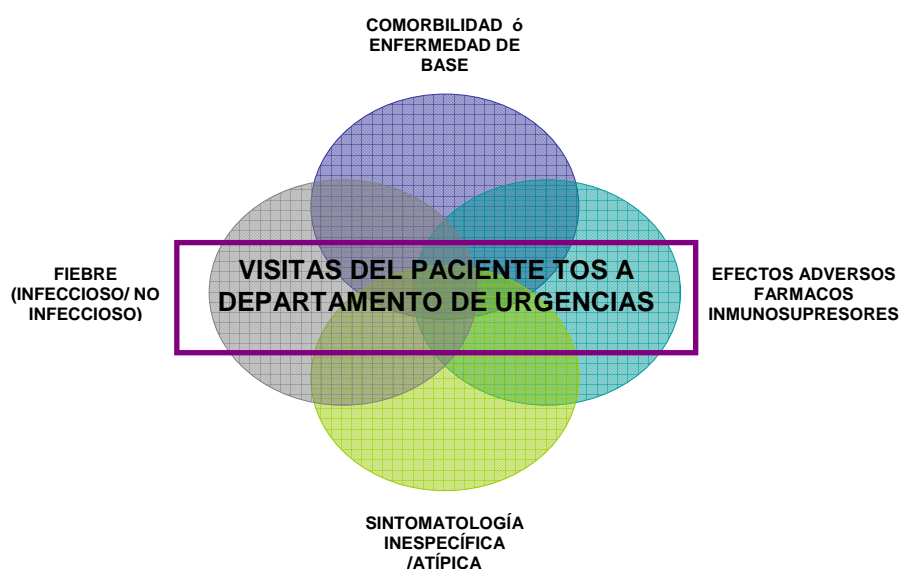 COMORBILIDAD ó
ENFERMEDAD DE
BASE
FIEBRE
(INFECCIOSO/ NO
INFECCIOSO)
VISITAS DEL PACIENTE TOS A
DEPARTAMENTO DE URGENCIAS
EFECTOS ADVERSOS
FARMACOS
INMUNOSUPRESORES
SINTOMATOLOGÍA
INESPECÍFICA
/ATÍPICA